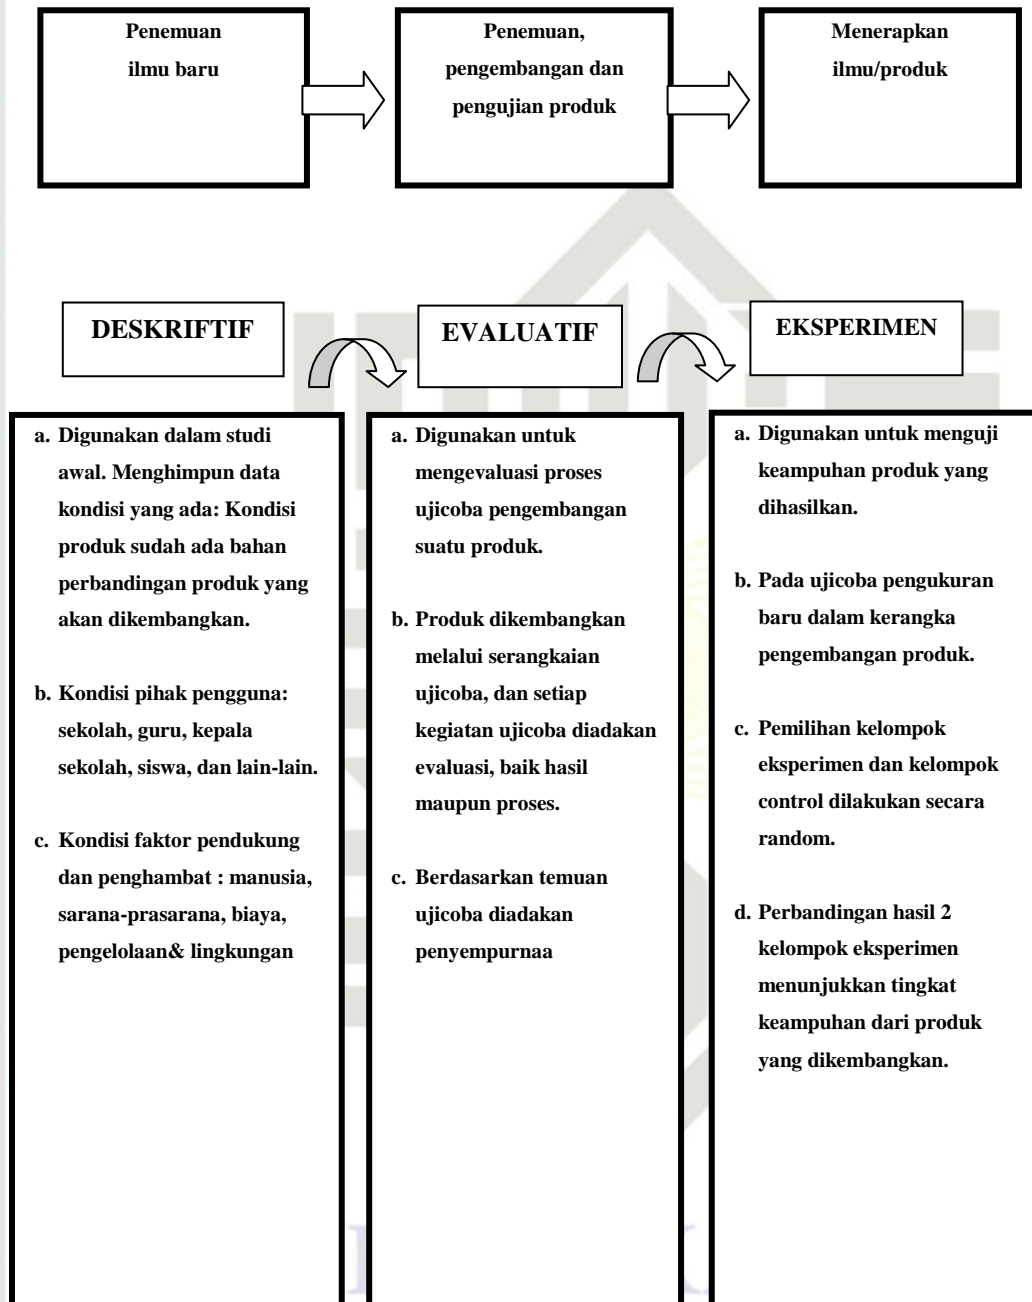 Penemuan
ilmu baru
Penemuan,
pengembangan dan
pengujian produk
Menerapkan
ilmu/produk
DESKRIFTIF
EVALUATIF
EKSPERIMEN
a. Digunakan dalam studi
awal. Menghimpun data
kondisi yang ada: Kondisi
produk sudah ada bahan
perbandingan produk yang
akan dikembangkan.
b. Kondisi pihak pengguna:
sekolah, guru, kepala
sekolah, siswa, dan lain-lain.
c. Kondisi faktor pendukung
dan penghambat : manusia,
sarana-prasarana, biaya,
pengelolaan& lingkungan
a. Digunakan untuk
mengevaluasi proses
ujicoba pengembangan
suatu produk.
b. Produk dikembangkan
melalui serangkaian
ujicoba, dan setiap
kegiatan ujicoba diadakan
evaluasi, baik hasil
maupun proses.
c. Berdasarkan temuan
ujicoba diadakan
penyempurnaa
a. Digunakan untuk menguji
keampuhan produk yang
dihasilkan.
b. Pada ujicoba pengukuran
baru dalam kerangka
pengembangan produk.
c. Pemilihan kelompok
eksperimen dan kelompok
control dilakukan secara
random.
d. Perbandingan hasil 2
kelompok eksperimen
menunjukkan tingkat
keampuhan dari produk
yang dikembangkan.